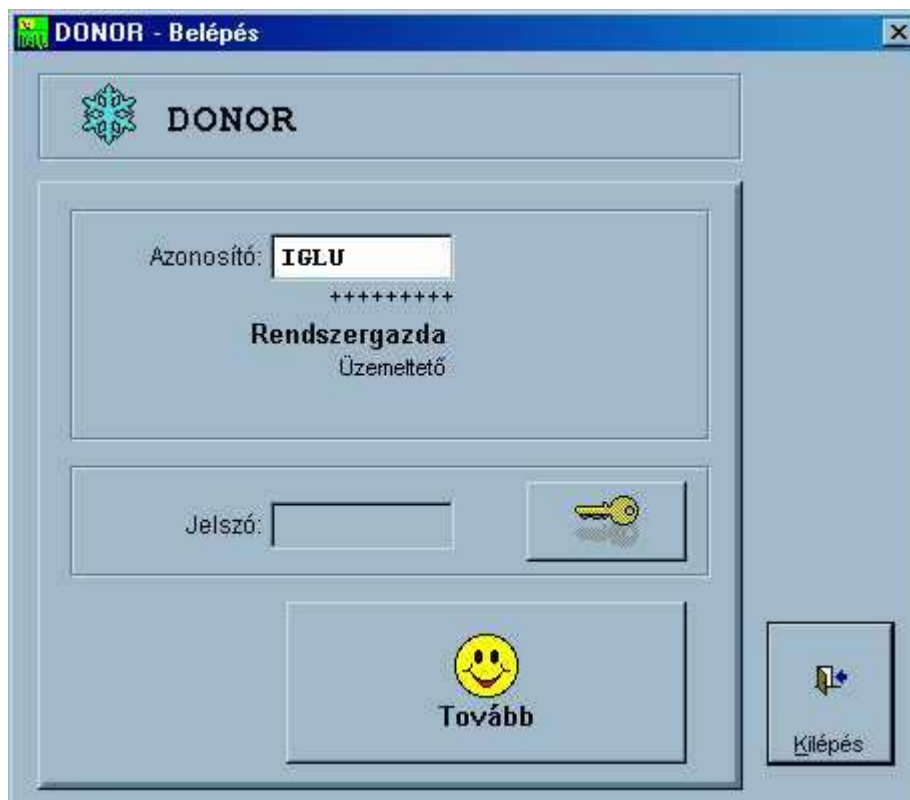 DONOR - Belépés
DONOR
Azonosító: IGLU
+++++++++
Rendszergazda
Üzemeltető
Jelszó:
Tovább
Kilépés